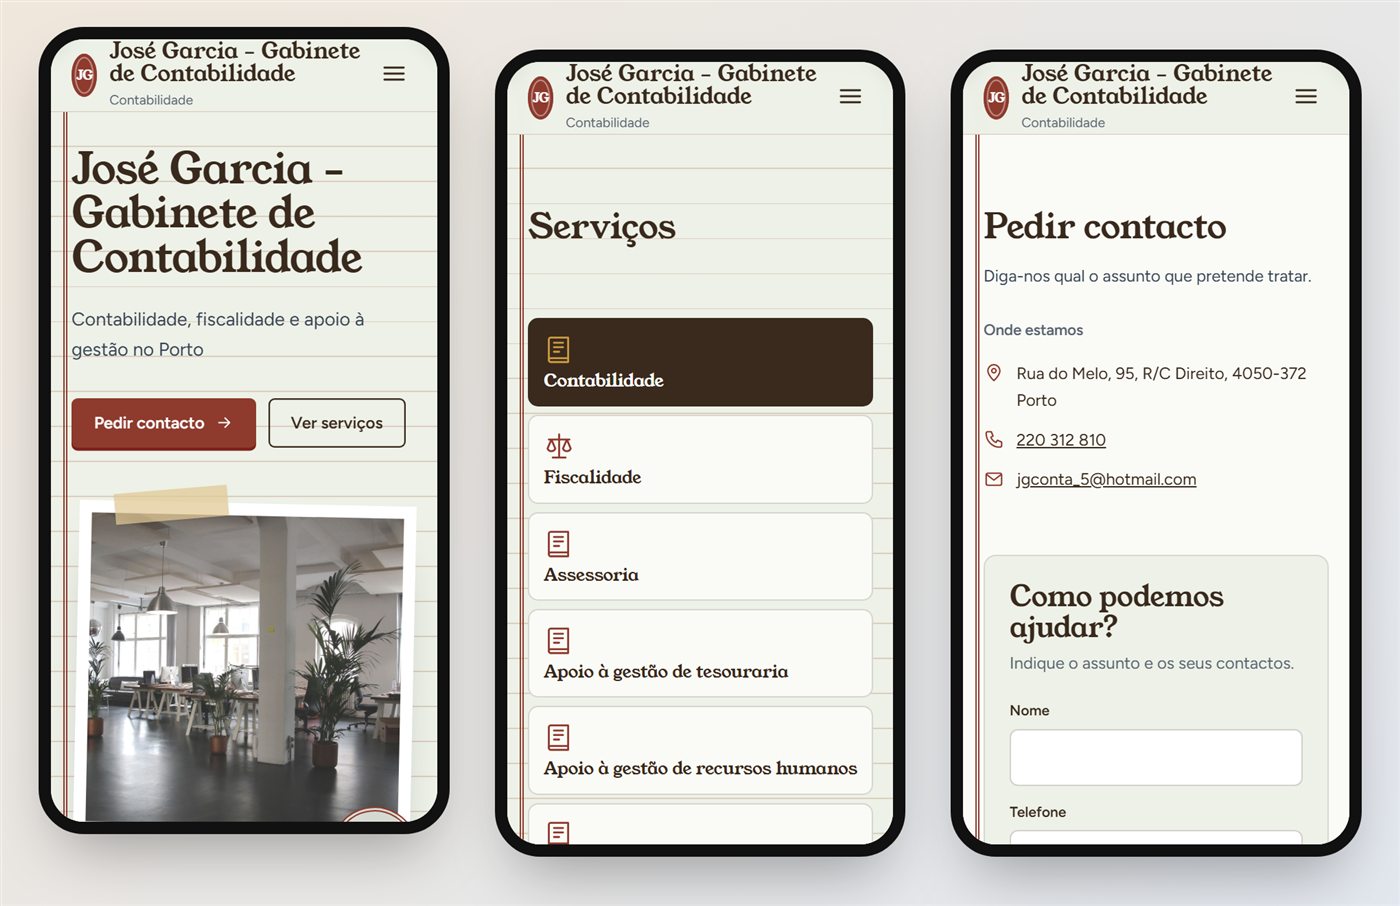 JG
José Garcia – Gabinete
de Contabilidade
Contabilidade
José Garcia –
Gabinete de
Contabilidade
Contabilidade, fiscalidade e apoio à
gestão no Porto
Pedir contacto →
Ver serviços
JG
José Garcia – Gabinete
de Contabilidade
Contabilidade
Serviços
Contabilidade
Fiscalidade
Assessoria
Apoio à gestão de tesouraria
Apoio à gestão de recursos humanos
JG
José Garcia – Gabinete
de Contabilidade
Contabilidade
Pedir contacto
Diga-nos qual o assunto que pretende tratar.
Onde estamos
Rua do Melo, 95, R/C Direito, 4050-372
Porto
220 312 810
jgconta_5@hotmail.com
Como podemos
ajudar?
Indique o assunto e os seus contactos.
Nome
Telefone